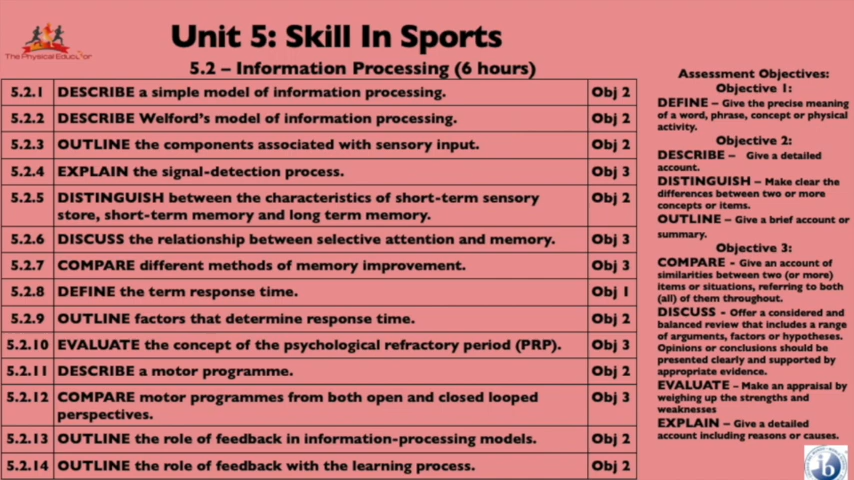 The Physical Educator
Unit 5: Skill In Sports
5.2 – Information Processing (6 hours)
5.2.1 DESCRIBE a simple model of information processing. Obj 2
5.2.2 DESCRIBE Welford's model of information processing. Obj 2
5.2.3 OUTLINE the components associated with sensory input. Obj 2
5.2.4 EXPLAIN the signal-detection process. Obj 3
5.2.5 DISTINGUISH between the characteristics of short-term sensory Obj 2
store, short-term memory and long term memory.
5.2.6 DISCUSS the relationship between selective attention and memory. Obj 3
5.2.7 COMPARE different methods of memory improvement. Obj 3
5.2.8 DEFINE the term response time. Obj 1
5.2.9 OUTLINE factors that determine response time. Obj 2
5.2.10 EVALUATE the concept of the psychological refractory period (PRP). Obj 3
5.2.11 DESCRIBE a motor programme. Obj 2
5.2.12 COMPARE motor programmes from both open and closed looped Obj 3
perspectives.
5.2.13 OUTLINE the role of feedback in information-processing models. Obj 2
5.2.14 OUTLINE the role of feedback with the learning process. Obj 2
Assessment Objectives:
Objective 1:
DEFINE – Give the precise meaning
of a word, phrase, concept or physical
activity.
Objective 2:
DESCRIBE – Give a detailed
account.
DISTINGUISH – Make clear the
differences between two or more
concepts or items.
OUTLINE – Give a brief account or
summary.
Objective 3:
COMPARE - Give an account of
similarities between two (or more)
items or situations, referring to both
(all) of them throughout.
DISCUSS - Offer a considered and
balanced review that includes a range
of arguments, factors or hypotheses.
Opinions or conclusions should be
presented clearly and supported by
appropriate evidence.
EVALUATE – Make an appraisal by
weighing up the strengths and
weaknesses
EXPLAIN – Give a detailed
account including reasons or causes.
ib